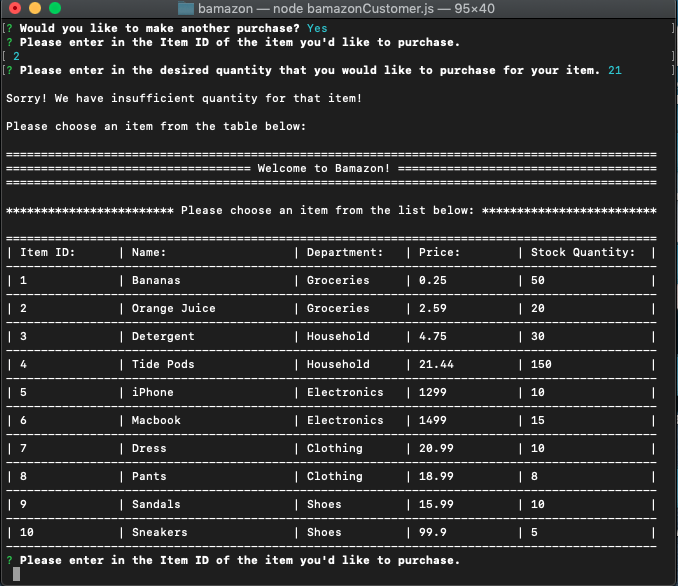 bamazon — node bamazonCustomer.js — 95×40
[? Would you like to make another purchase? Yes ]
? Please enter in the Item ID of the item you'd like to purchase.
[ 2 ]
[? Please enter in the desired quantity that you would like to purchase for your item. 21 ]
Sorry! We have insufficient quantity for that item!
Please choose an item from the table below:
=============================================================================================
=================================== Welcome to Bamazon! =====================================
=============================================================================================
************************ Please choose an item from the list below: *************************
=============================================================================================
| Item ID: | Name: | Department: | Price: | Stock Quantity: |
| 1 | Bananas | Groceries | 0.25 | 50 |
| 2 | Orange Juice | Groceries | 2.59 | 20 |
| 3 | Detergent | Household | 4.75 | 30 |
| 4 | Tide Pods | Household | 21.44 | 150 |
| 5 | iPhone | Electronics | 1299 | 10 |
| 6 | Macbook | Electronics | 1499 | 15 |
| 7 | Dress | Clothing | 20.99 | 10 |
| 8 | Pants | Clothing | 18.99 | 8 |
| 9 | Sandals | Shoes | 15.99 | 10 |
| 10 | Sneakers | Shoes | 99.9 | 5 |
? Please enter in the Item ID of the item you'd like to purchase.